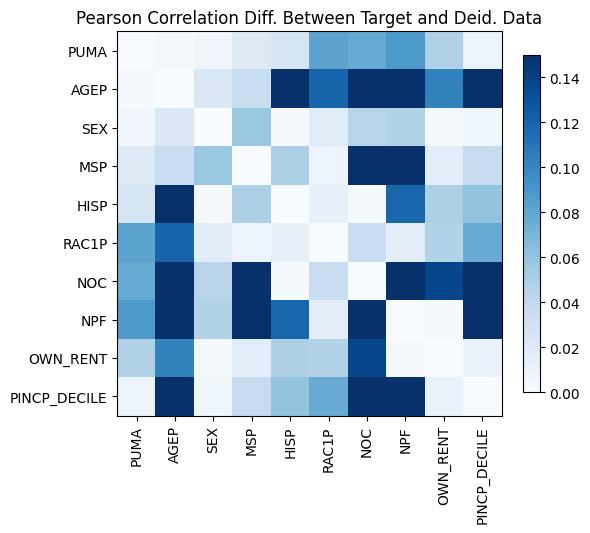 Pearson Correlation Diff. Between Target and Deid. Data
PUMA
AGEP
SEX
MSP
HISP
RAC1P
NOC
NPF
OWN_RENT
PINCP_DECILE
PUMA
AGEP
SEX
MSP
HISP
RAC1P
NOC
NPF
OWN_RENT
PINCP_DECILE
0.14
0.12
0.10
0.08
0.06
0.04
0.02
0.00